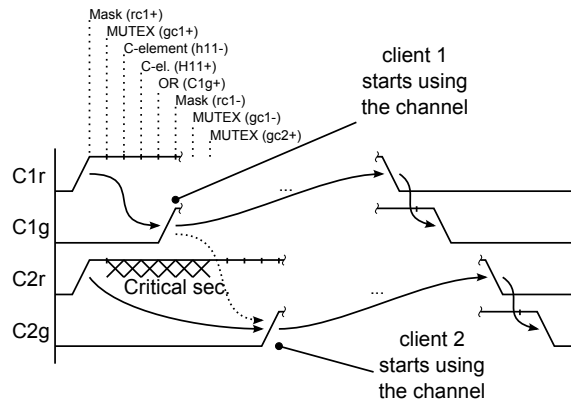 Mask (rc1+)
MUTEX (gc1+)
C-element (h11-)
C-el. (H11+)
OR (C1g+)
Mask (rc1-)
MUTEX (gc1-)
MUTEX (gc2+)
client 1
starts using
the channel
C1r
...
C1g
C2r
Critical sec.
...
C2g
client 2
starts using
the channel